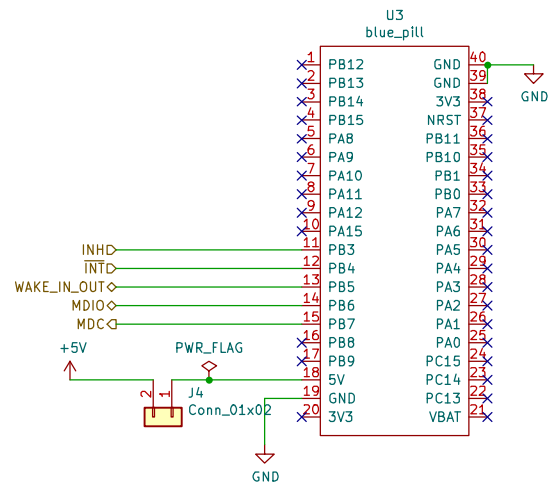 U3
blue_pill
1 PB12 GND 40
2 PB13 GND 39
3 PB14 3V3 38
4 PB15 NRST 37
5 PA8 PB11 36
6 PA9 PB10 35
7 PA10 PB1 34
8 PA11 PB0 33
9 PA12 PA7 32
10 PA15 PA6 31
INH 11 PB3 PA5 30
INT 12 PB4 PA4 29
WAKE_IN_OUT 13 PB5 PA3 28
MDIO 14 PB6 PA2 27
MDC 15 PB7 PA1 26
16 PB8 PA0 25
17 PB9 PC15 24
18 5V PC14 23
19 GND PC13 22
20 3V3 VBAT 21
GND
+5V
PWR_FLAG
2 1
J4
Conn_01x02
GND